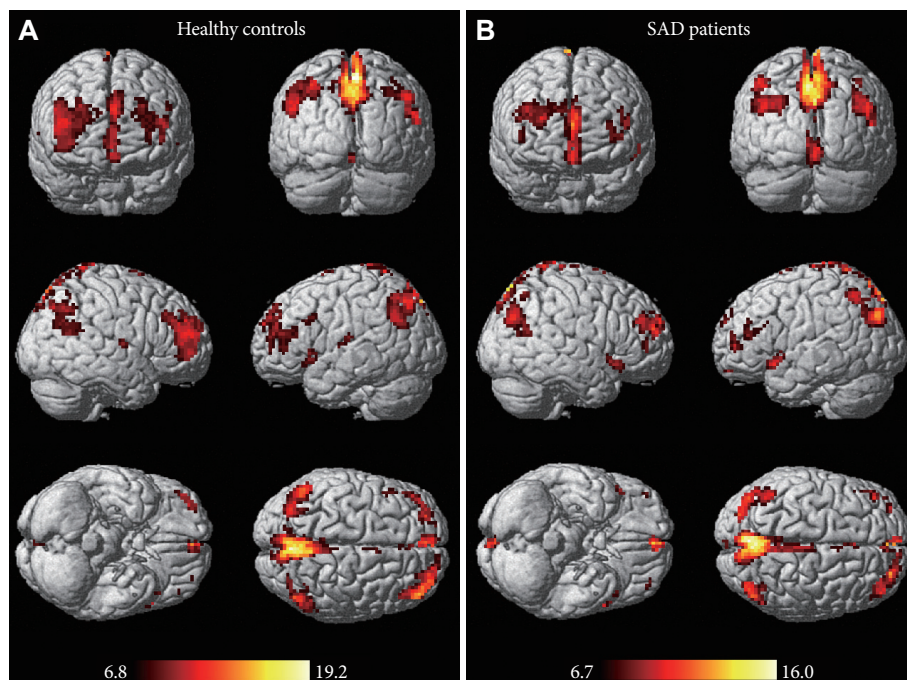 A
Healthy controls
6.8
19.2
B
SAD patients
6.7
16.0